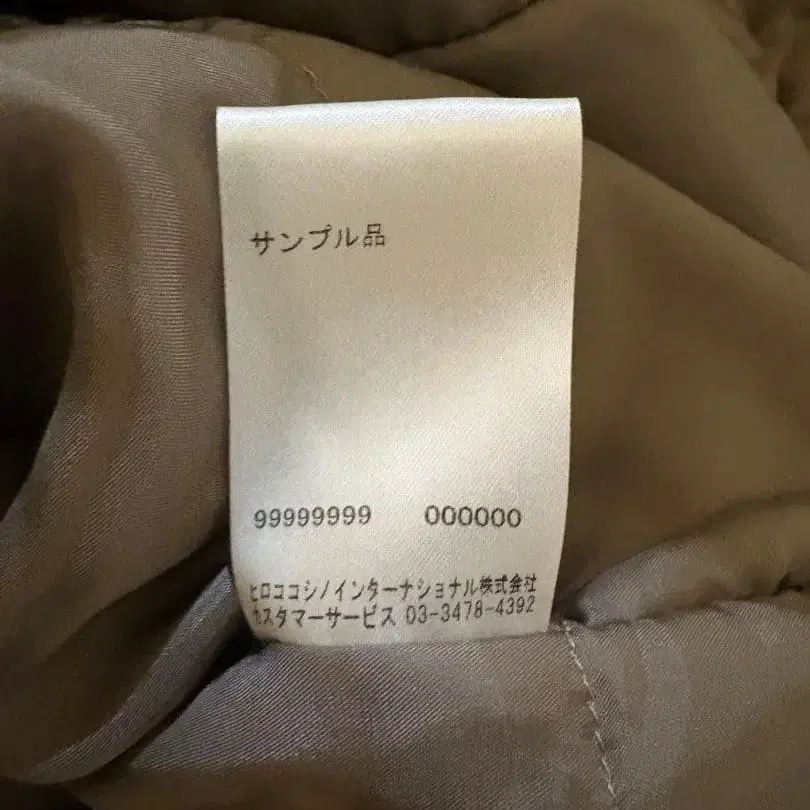 サンプル品
99999999 000000
ヒロココシノインターナショナル株式会社
カスタマーサービス 03-3478-4392